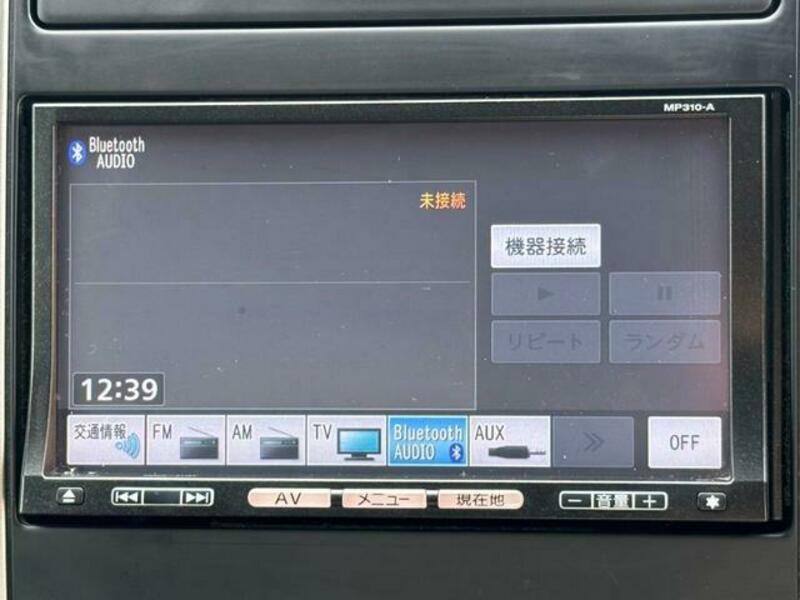 MP310-A
Bluetooth
AUDIO
未接続
機器接続
リピート ランダム
12:39
交通情報 FM AM TV Bluetooth AUDIO AUX OFF
AV メニュー 現在地 音量